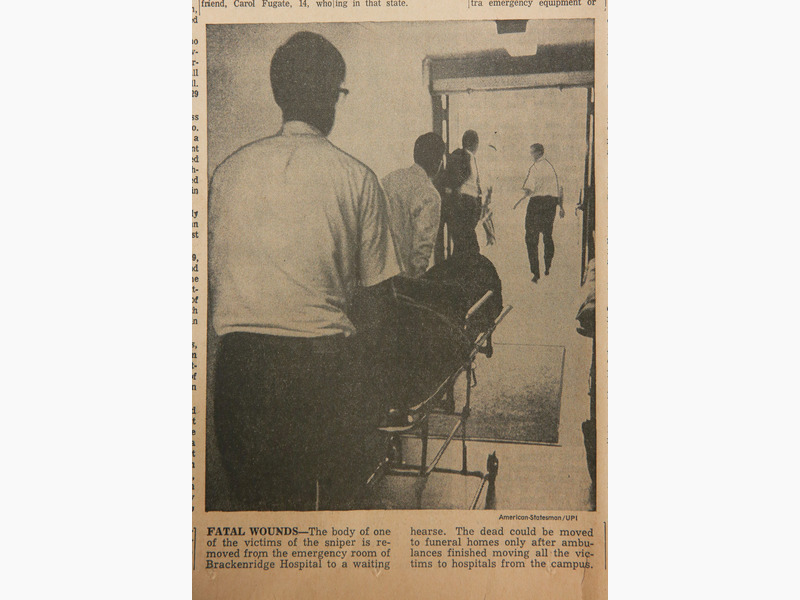 friend, Carol Fugate, 14, who
ing in that state.
tra emergency equipment or
American-Statesman/UPI
FATAL WOUNDS—The body of one
of the victims of the sniper is re-
moved from the emergency room of
Brackenridge Hospital to a waiting
hearse. The dead could be moved
to funeral homes only after ambu-
lances finished moving all the vic-
tims to hospitals from the campus.